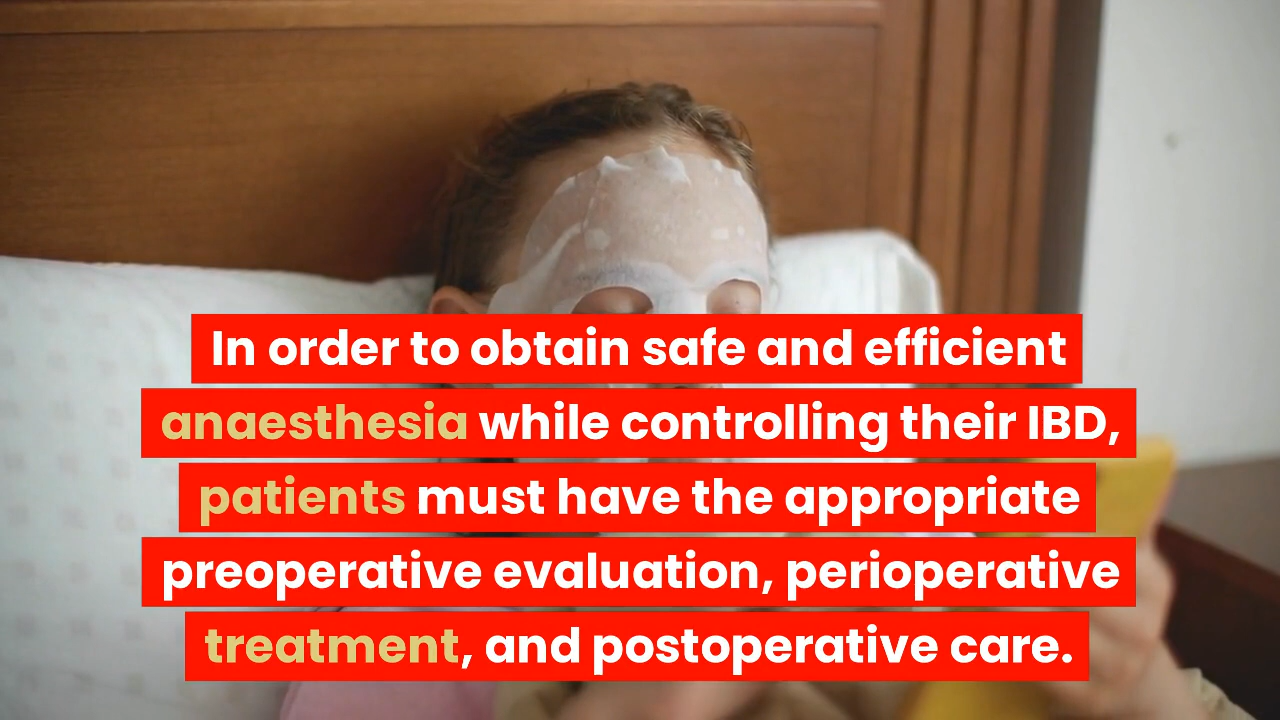 In order to obtain safe and efficient
anaesthesia while controlling their IBD,
patients must have the appropriate
preoperative evaluation, perioperative
treatment, and postoperative care.